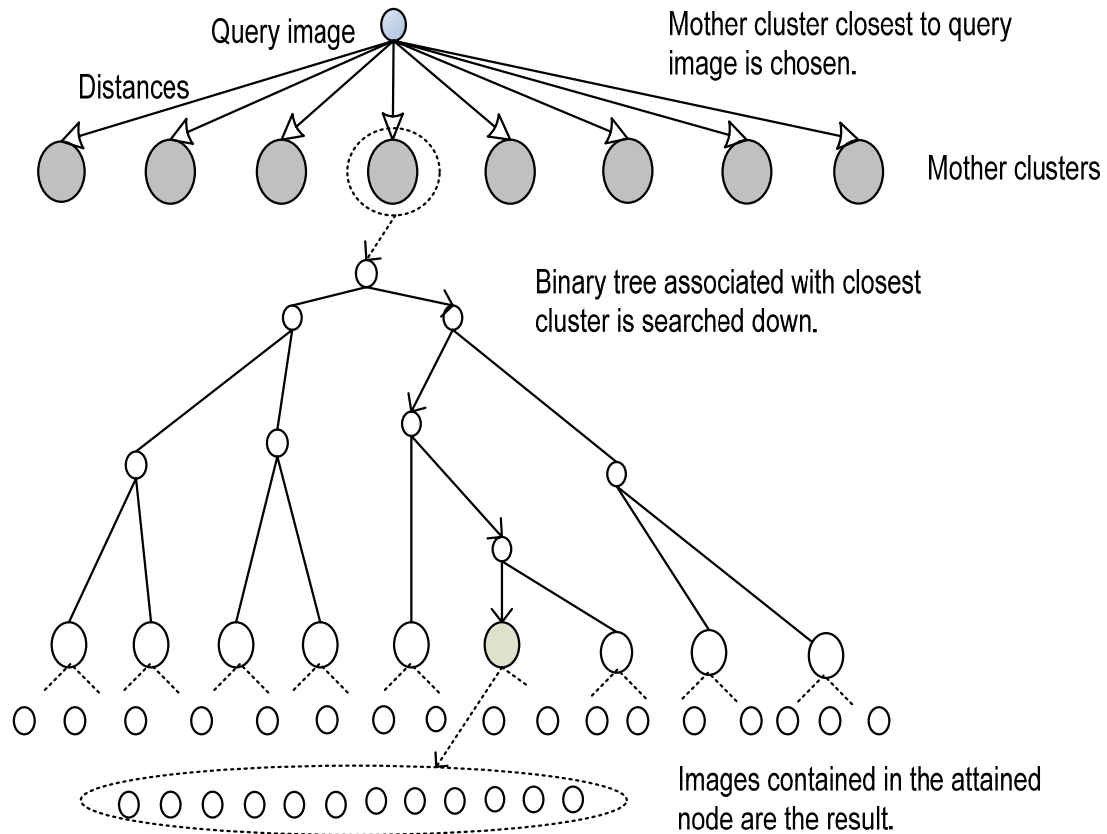 Query image
Mother cluster closest to query
image is chosen.
Distances
Mother clusters
Binary tree associated with closest
cluster is searched down.
Images contained in the attained
node are the result.